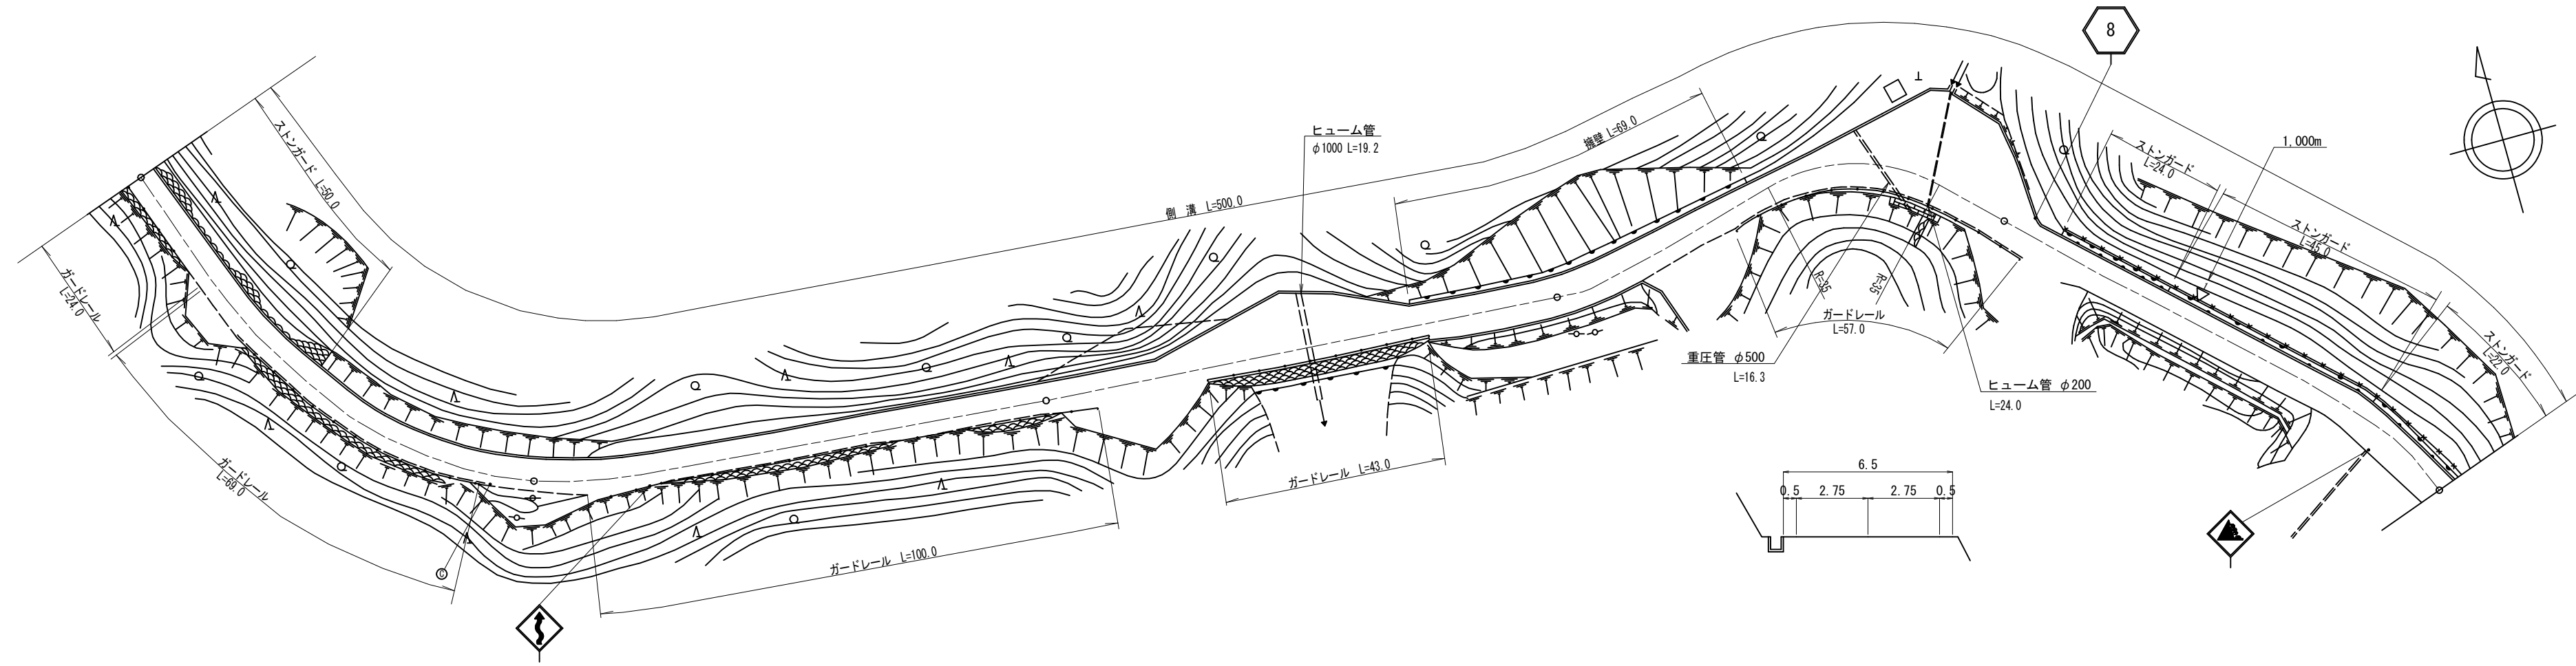 8
ストンガード L=50.0
ヒューム管
φ1000 L=19.2
擁壁 L=69.0
側 溝 L=500.0
ストンガード
L=24.0
1,000m
ストンガード
L=45.0
ガードレール
L=24.0
R=35
R=25
ガードレール
L=57.0
重圧管 φ500
L=16.3
ヒューム管 φ200
L=24.0
ストンガード
L=22.0
ガードレール
L=69.0
ガードレール L=43.0
6.5
0.5 2.75 2.75 0.5
ガードレール L=100.0
C